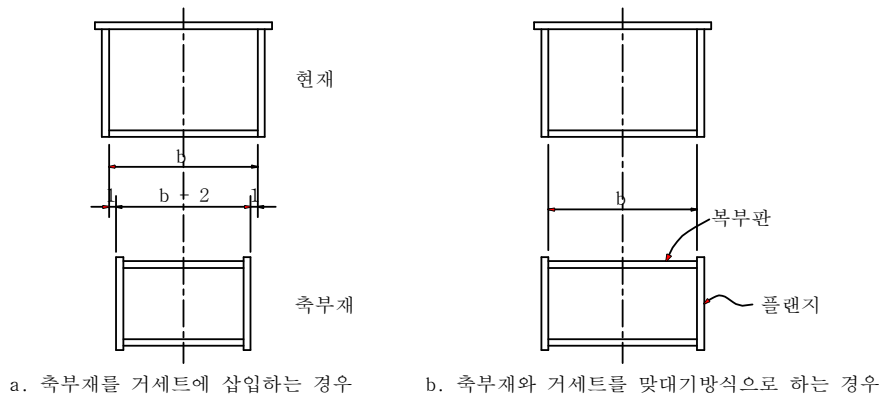 현재
b
1
b - 2
1
축부재
a. 축부재를 거세트에 삽입하는 경우
b
복부판
플랜지
b. 축부재와 거세트를 맞대기방식으로 하는 경우